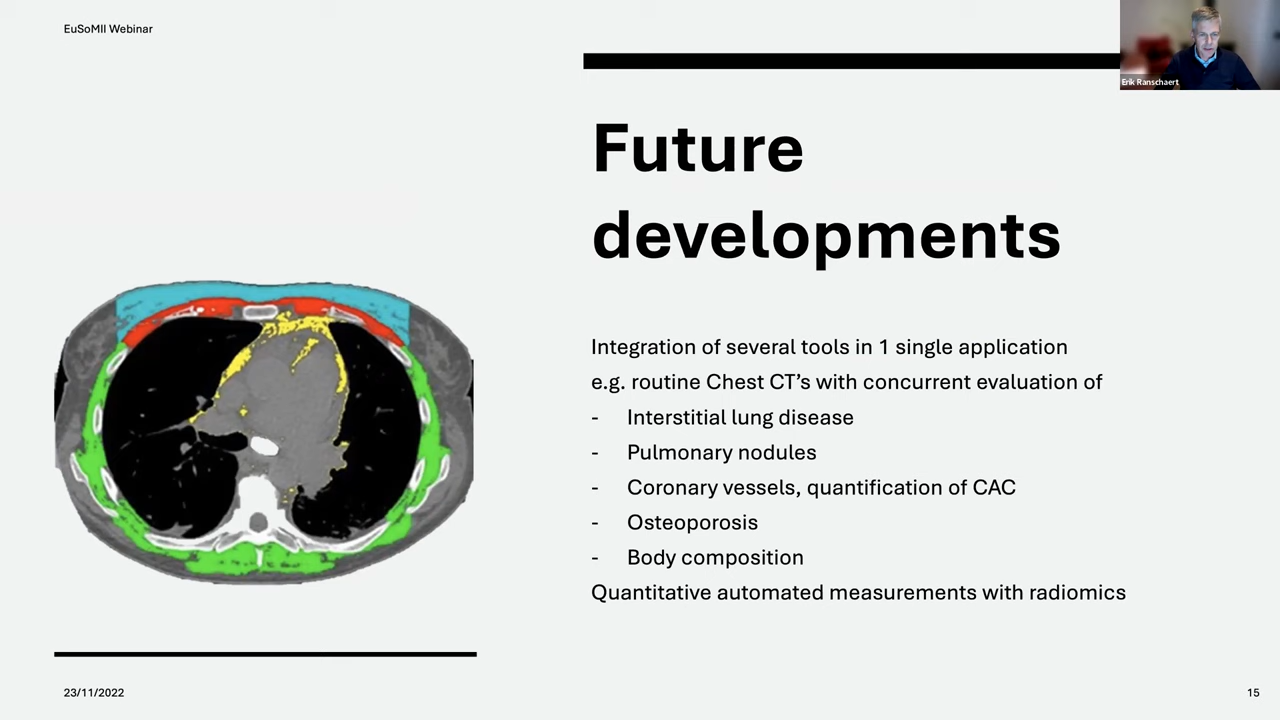 EuSoMII Webinar
Erik Ranschaert
Future
developments
Integration of several tools in 1 single application
e.g. routine Chest CT’s with concurrent evaluation of
- Interstitial lung disease
- Pulmonary nodules
- Coronary vessels, quantification of CAC
- Osteoporosis
- Body composition
Quantitative automated measurements with radiomics
23/11/2022
15